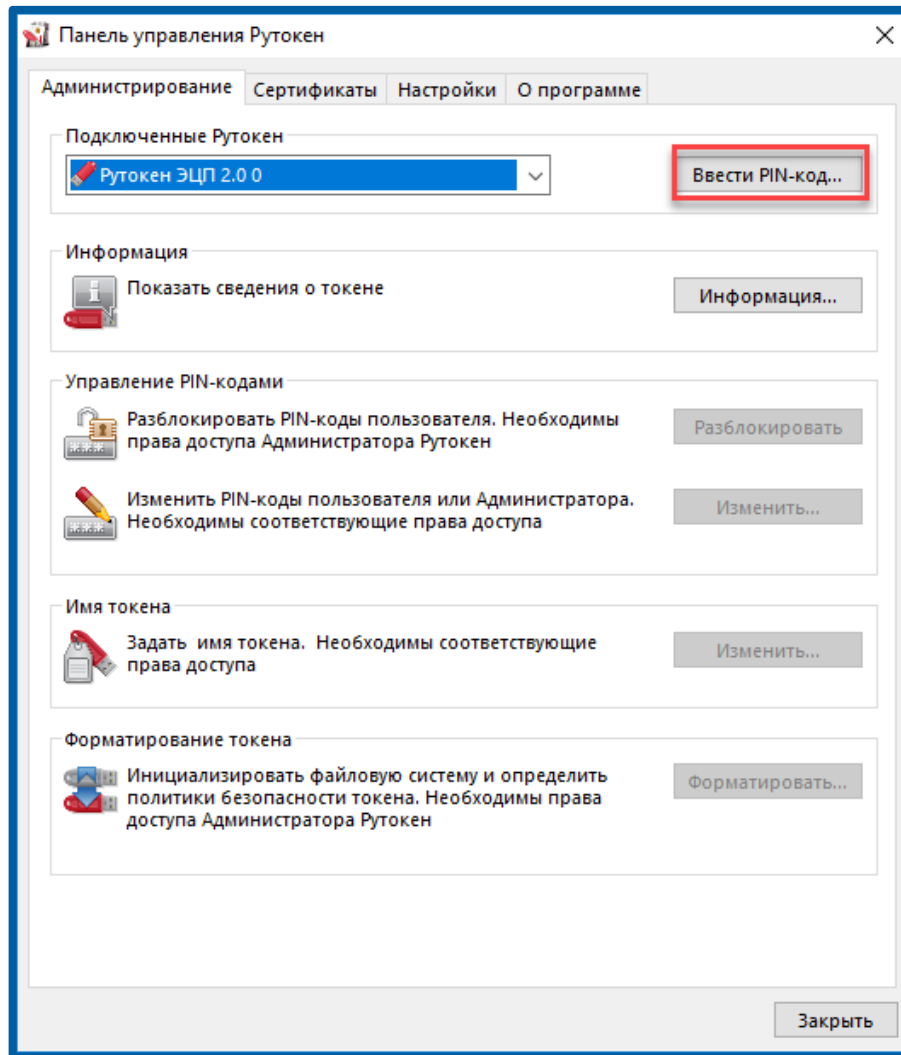 Панель управления Рутокен
Администрирование Сертификаты Настройки О программе
Подключенные Рутокен
Рутокен ЭЦП 2.0 0
Ввести PIN-код...
Информация
Показать сведения о токене
Информация...
Управление PIN-кодами
Разблокировать PIN-коды пользователя. Необходимы
права доступа Администратора Рутокен
Разблокировать
Изменить PIN-коды пользователя или Администратора.
Необходимы соответствующие права доступа
Изменить...
Имя токена
Задать имя токена. Необходимы соответствующие
права доступа
Изменить...
Форматирование токена
Инициализировать файловую систему и определить
политики безопасности токена. Необходимы права
доступа Администратора Рутокен
Форматировать...
Закрыть